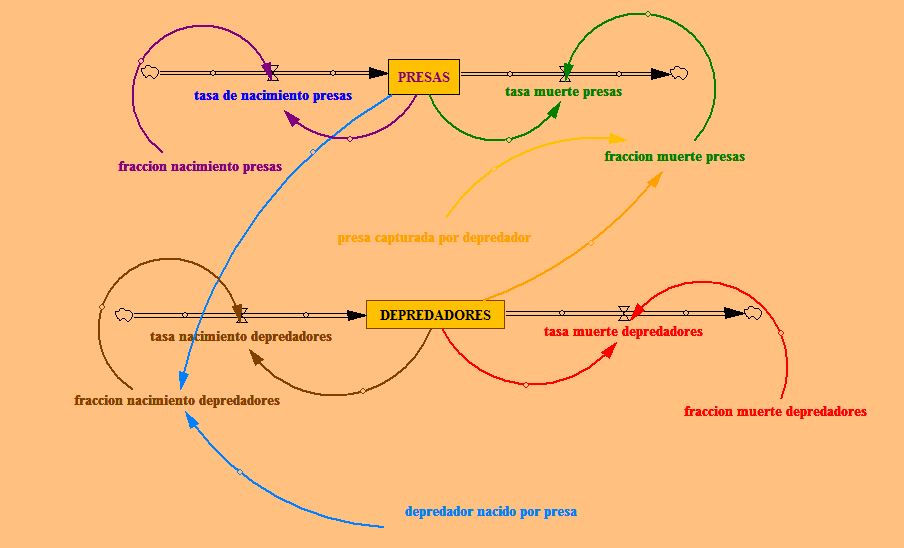 PRESAS
tasa de nacimiento presas
tasa muerte presas
fraccion nacimiento presas
fraccion muerte presas
presa capturada por depredador
DEPREDADORES
tasa nacimiento depredadores
tasa muerte depredadores
fraccion nacimiento depredadores
fraccion muerte depredadores
depredador nacido por presa